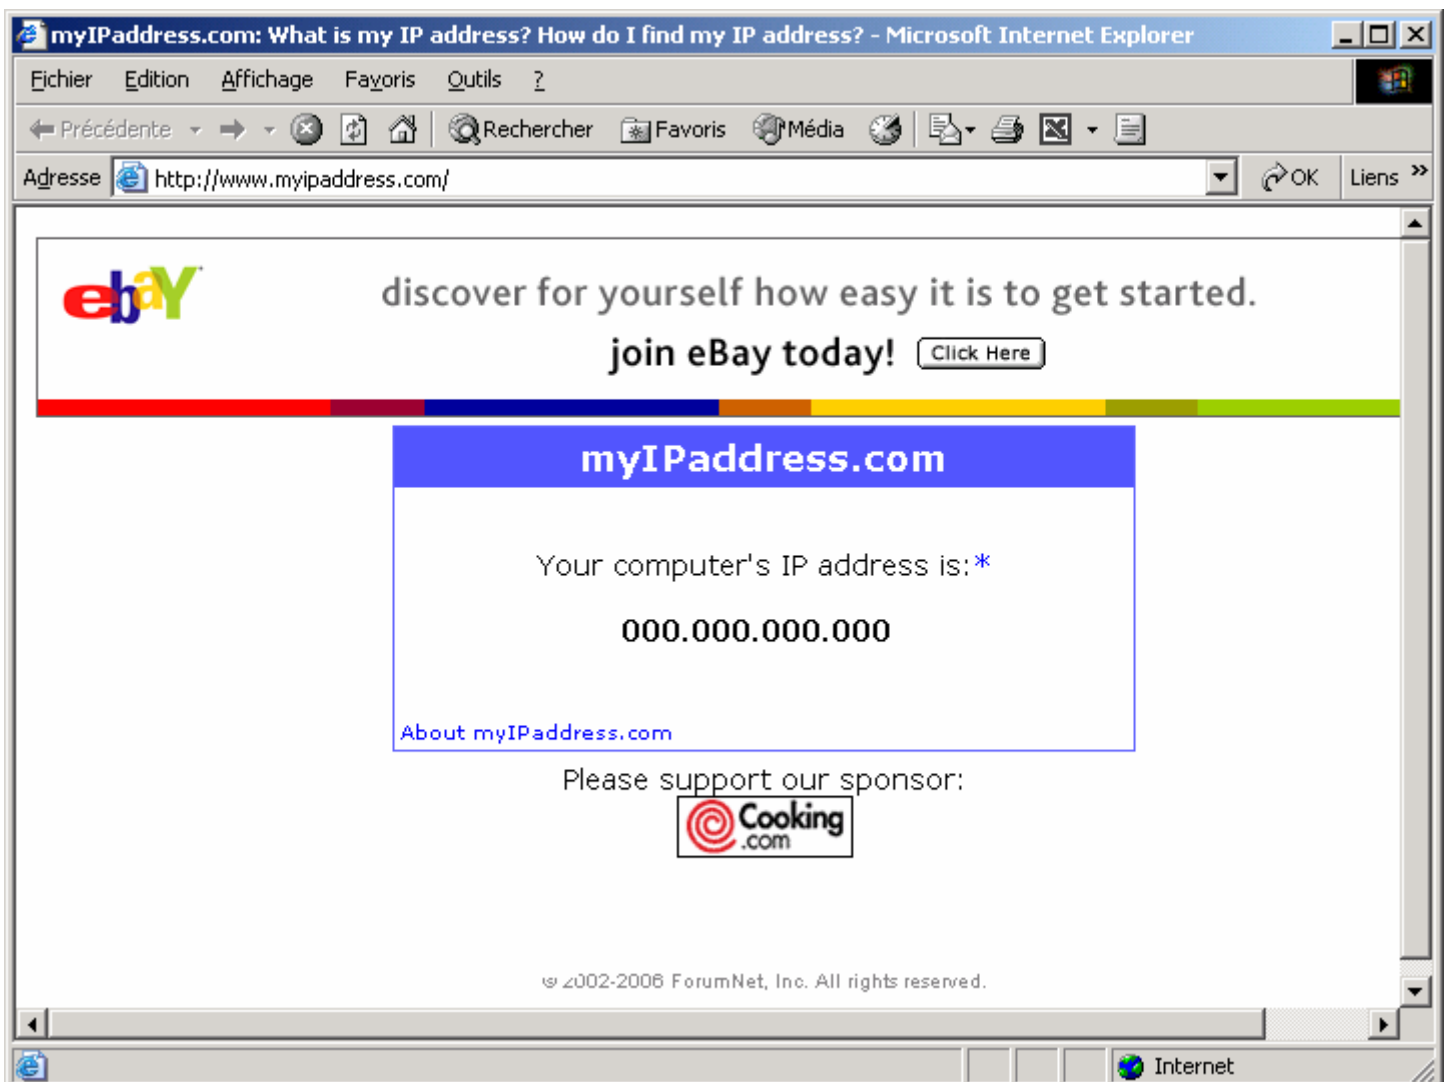 myIPaddress.com: What is my IP address? How do I find my IP address? - Microsoft Internet Explorer
Fichier Edition Affichage Favoris Outils ?
Précédente Rechercher Favoris Média
Adresse http://www.myipaddress.com/ OK Liens »
ebay discover for yourself how easy it is to get started.
join eBay today! Click Here
myIPaddress.com
Your computer's IP address is:*
000.000.000.000
About myIPaddress.com
Please support our sponsor:
Cooking
.com
© 2002-2006 ForumNet, Inc. All rights reserved.
Internet